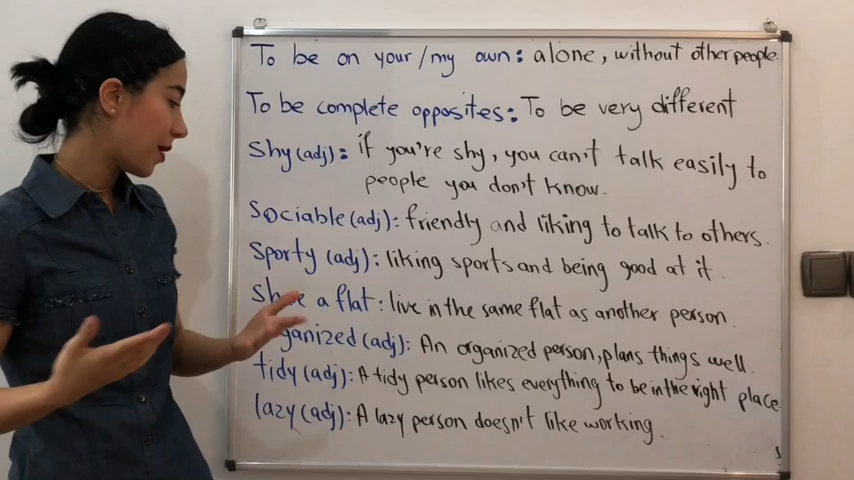 To be on your/my own: alone, without other people
To be complete opposites: To be very different
Shy (adj): if you're shy, you can't talk easily to
people you don't know.
Sociable (adj): friendly and liking to talk to others.
Sporty (adj): liking sports and being good at it.
a flat: live in the same flat as another person.
ganized (adj): An organized person, plans things well.
tidy (adj): A tidy person likes everything to be in the right place
lazy (adj): A lazy person doesn't like working.